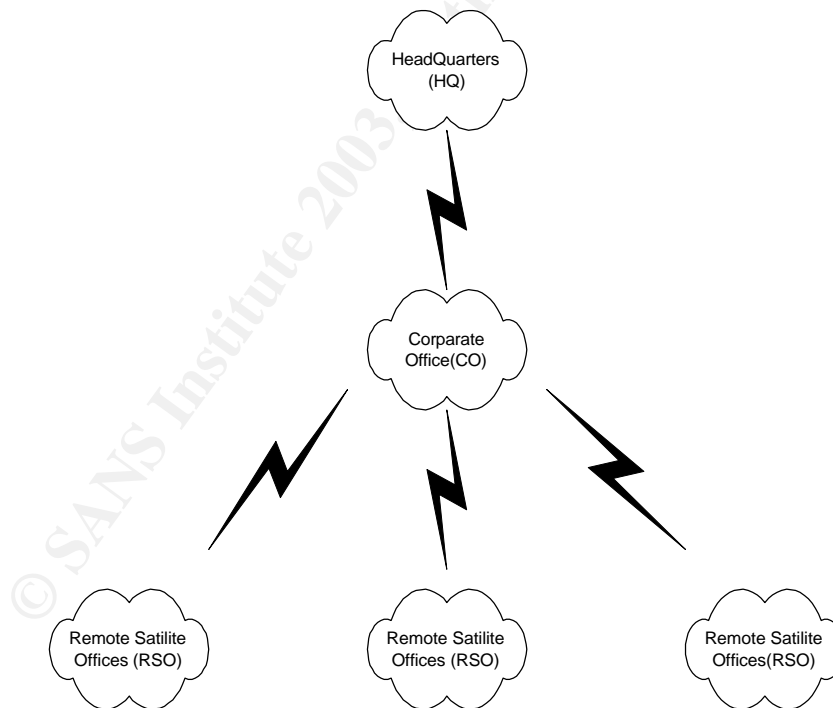 HeadQuarters
(HQ)
Corparate
Office(CO)
Remote Satilite
Offices (RSO)
Remote Satilite
Offices (RSO)
Remote Satilite
Offices(RSO)
© SANS Institute 2003